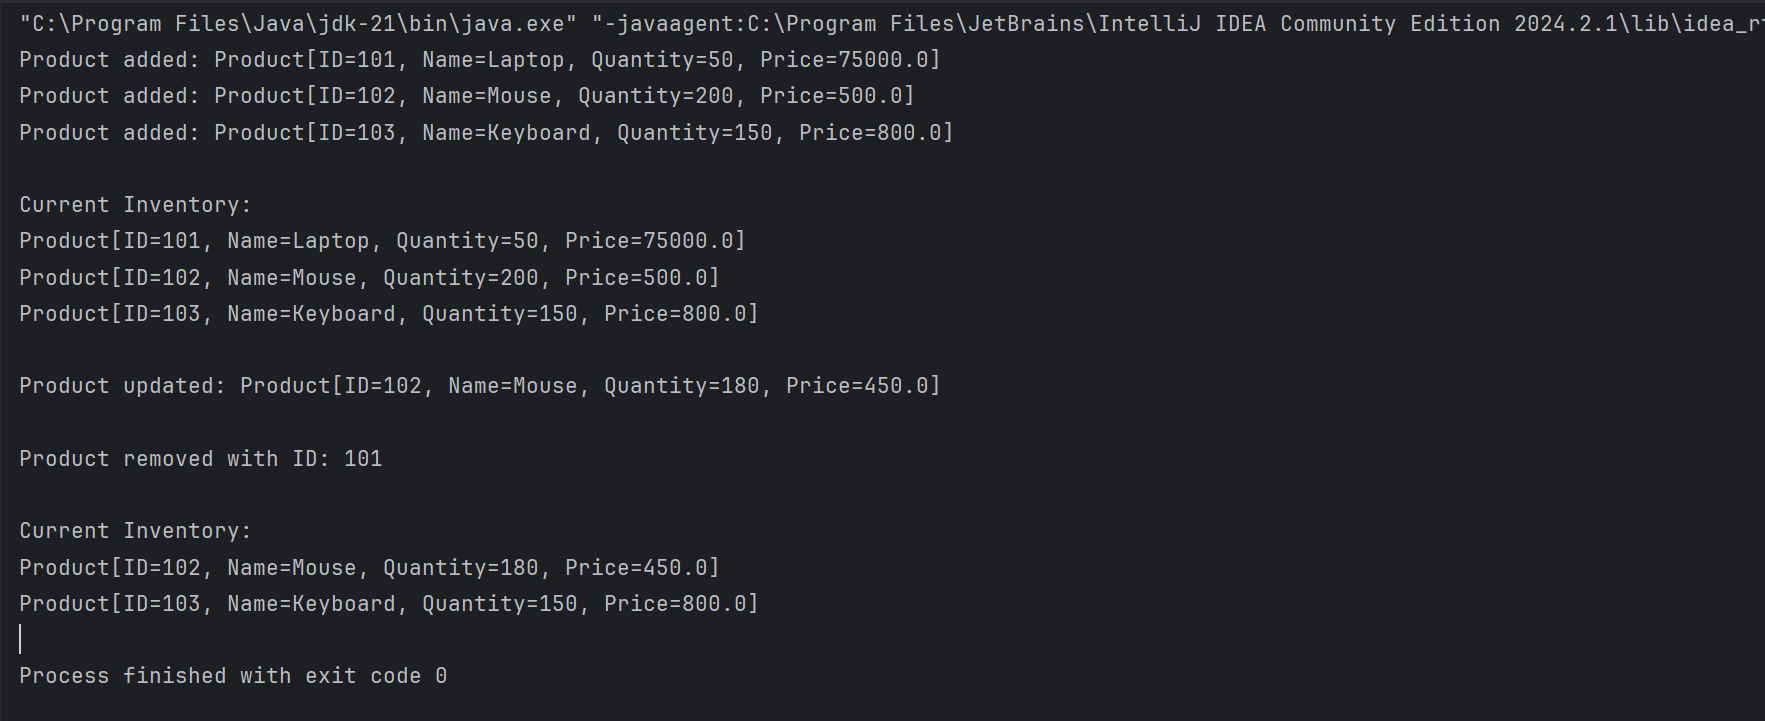 "C:\Program Files\Java\jdk-21\bin\java.exe" "-javaagent:C:\Program Files\JetBrains\IntelliJ IDEA Community Edition 2024.2.1\lib\idea_r
Product added: Product[ID=101, Name=Laptop, Quantity=50, Price=75000.0]
Product added: Product[ID=102, Name=Mouse, Quantity=200, Price=500.0]
Product added: Product[ID=103, Name=Keyboard, Quantity=150, Price=800.0]
Current Inventory:
Product[ID=101, Name=Laptop, Quantity=50, Price=75000.0]
Product[ID=102, Name=Mouse, Quantity=200, Price=500.0]
Product[ID=103, Name=Keyboard, Quantity=150, Price=800.0]
Product updated: Product[ID=102, Name=Mouse, Quantity=180, Price=450.0]
Product removed with ID: 101
Current Inventory:
Product[ID=102, Name=Mouse, Quantity=180, Price=450.0]
Product[ID=103, Name=Keyboard, Quantity=150, Price=800.0]
Process finished with exit code 0